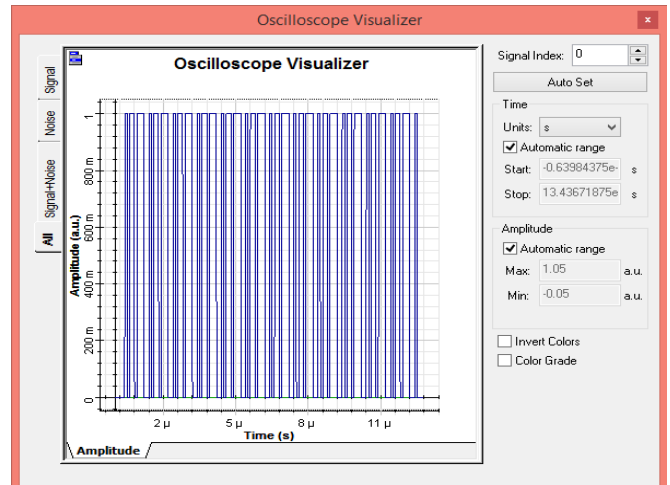 Oscilloscope Visualizer
x
Signal
Noise
Signal+Noise
All
Oscilloscope Visualizer
Amplitude (a.u.)
1
800 m
600 m
400 m
200 m
0
2 µ
5 µ
8 µ
11 µ
Time (s)
Amplitude
Signal Index: 0
Auto Set
Time
Units: s
Automatic range
Start: -0.63984375e- s
Stop: 13.43671875e s
Amplitude
Automatic range
Max: 1.05 a.u.
Min: -0.05 a.u.
Invert Colors
Color Grade